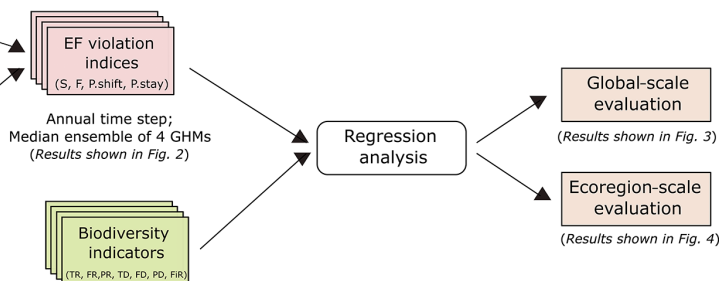 EF violation
indices
(S, F, P.shift, P.stay)
Annual time step;
Median ensemble of 4 GHMs
(Results shown in Fig. 2)
Biodiversity
indicators
(TR, FR,PR, TD, FD, PD, FiR)
Regression
analysis
Global-scale
evaluation
(Results shown in Fig. 3)
Ecoregion-scale
evaluation
(Results shown in Fig. 4)